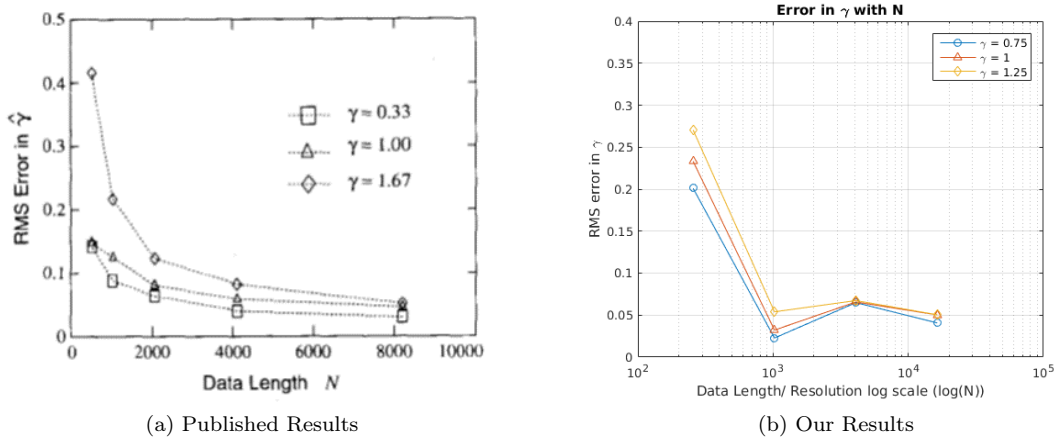 0.5
0.4
0.3
0.2
0.1
0
RMS Error in γ̂
γ = 0.33
γ = 1.00
γ = 1.67
0 2000 4000 6000 8000 10000
Data Length N
(a) Published Results
Error in γ with N
0.4
0.35
0.3
0.25
0.2
0.15
0.1
0.05
0
RMS error in γ
γ = 0.75
γ = 1
γ = 1.25
10² 10³ 10⁴ 10⁵
Data Length/ Resolution log scale (log(N))
(b) Our Results